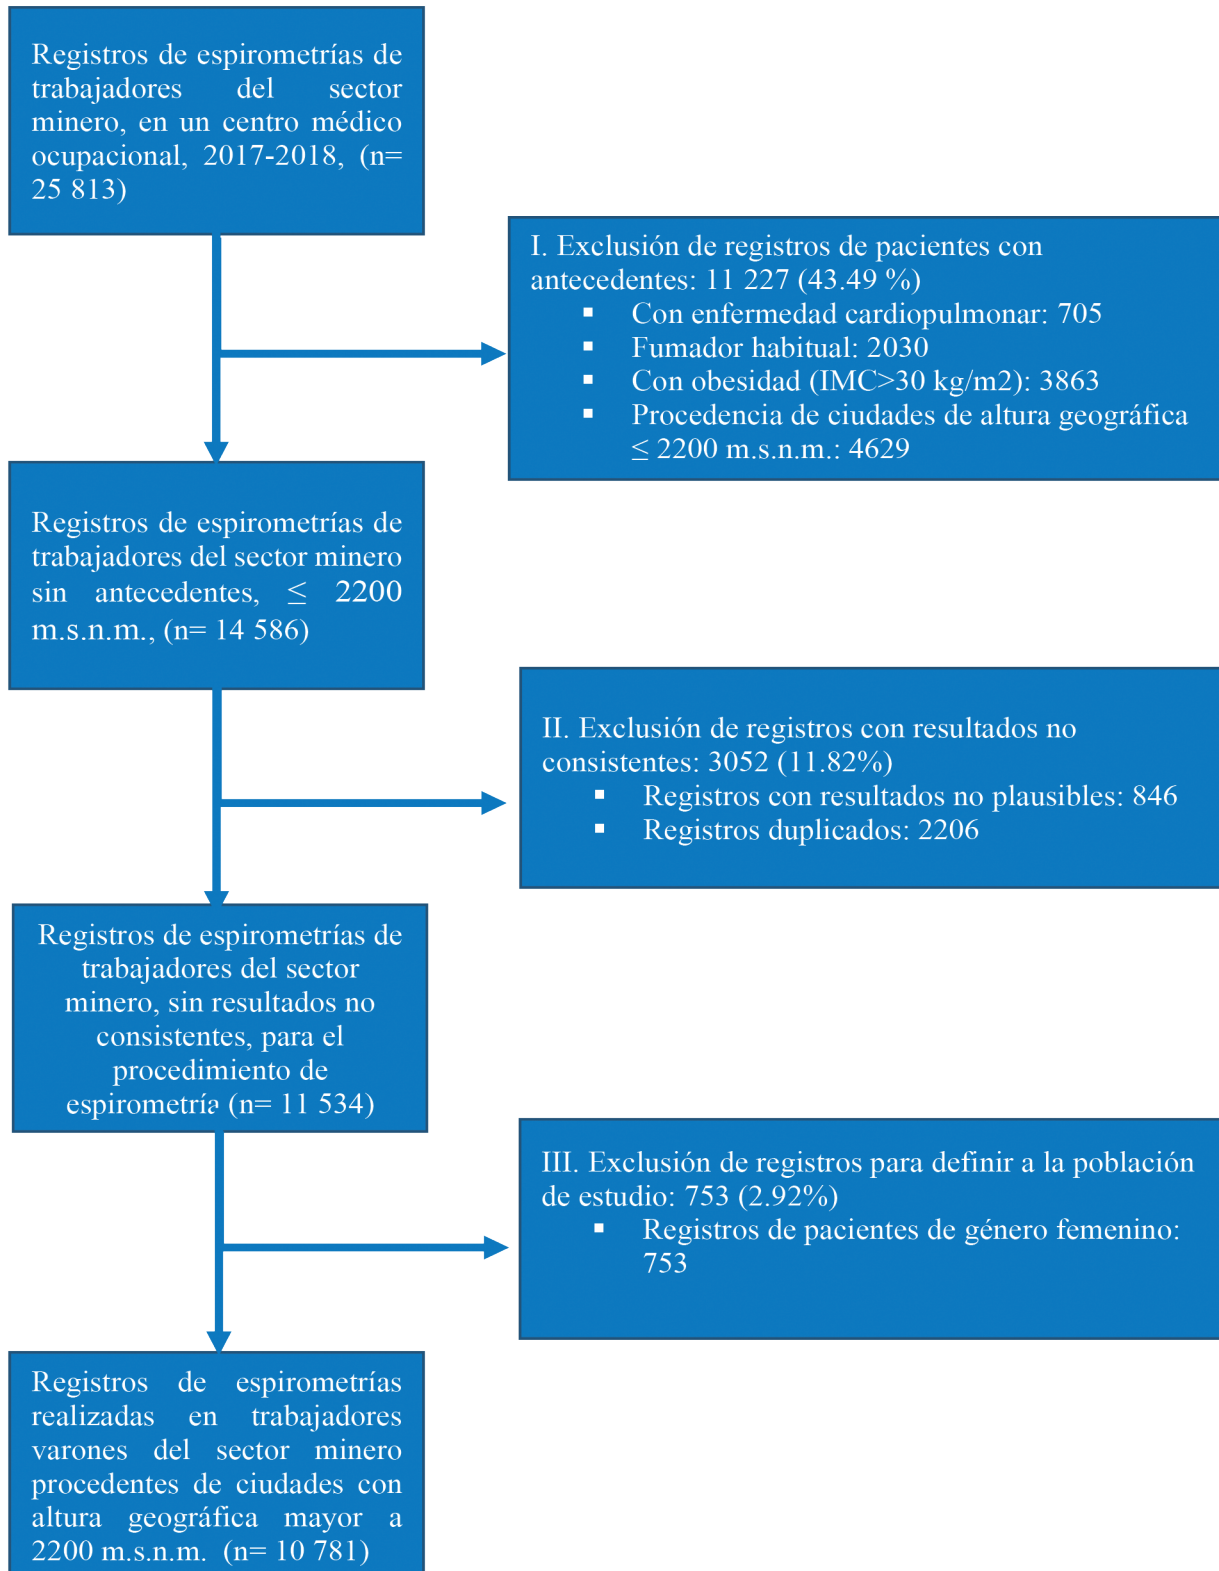 Registros de espirometrías de
trabajadores del sector
minero, en un centro médico
ocupacional, 2017-2018, (n=
25 813)
I. Exclusión de registros de pacientes con
antecedentes: 11 227 (43.49 %)
▪ Con enfermedad cardiopulmonar: 705
▪ Fumador habitual: 2030
▪ Con obesidad (IMC>30 kg/m2): 3863
▪ Procedencia de ciudades de altura geográfica
≤ 2200 m.s.n.m.: 4629
Registros de espirometrías de
trabajadores del sector minero
sin antecedentes, ≤ 2200
m.s.n.m., (n= 14 586)
II. Exclusión de registros con resultados no
consistentes: 3052 (11.82%)
▪ Registros con resultados no plausibles: 846
▪ Registros duplicados: 2206
Registros de espirometrías de
trabajadores del sector
minero, sin resultados no
consistentes, para el
procedimiento de
espirometría (n= 11 534)
III. Exclusión de registros para definir a la población
de estudio: 753 (2.92%)
▪ Registros de pacientes de género femenino:
753
Registros de espirometrías
realizadas en trabajadores
varones del sector minero
procedentes de ciudades con
altura geográfica mayor a
2200 m.s.n.m. (n= 10 781)